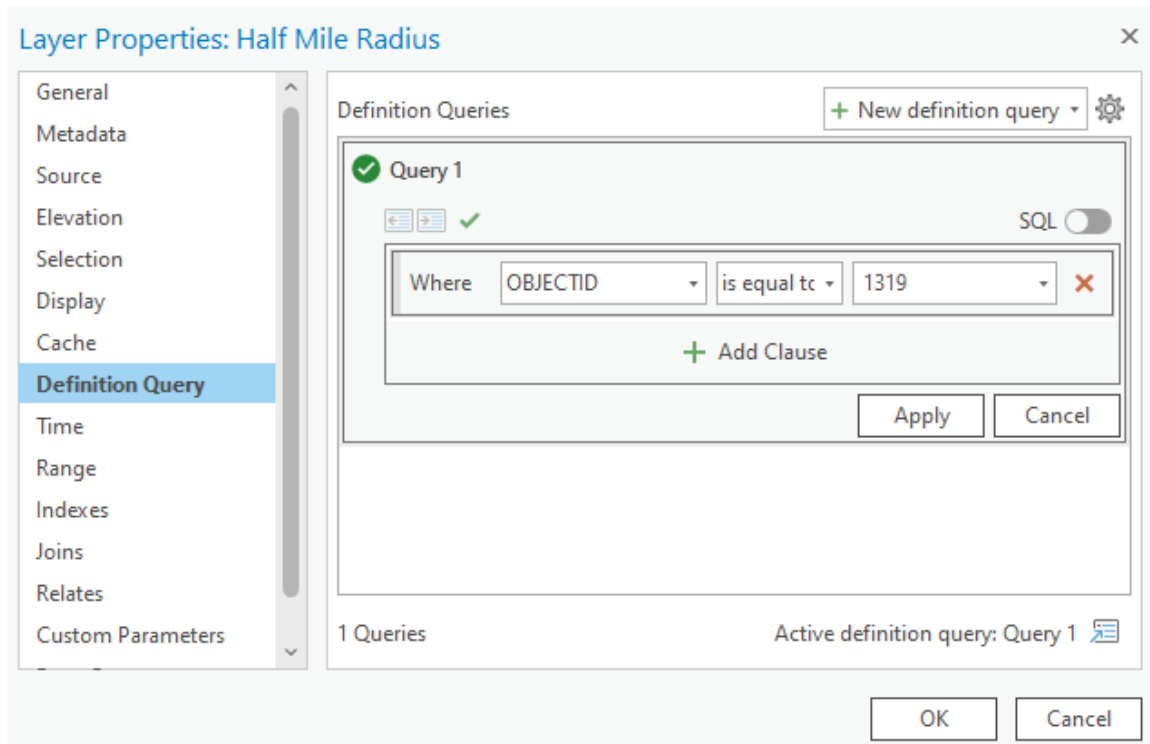 Layer Properties: Half Mile Radius
General
Metadata
Source
Elevation
Selection
Display
Cache
Definition Query
Time
Range
Indexes
Joins
Relates
Custom Parameters
Definition Queries
New definition query
Query 1
SQL
Where OBJECTID is equal tc 1319
Add Clause
Apply Cancel
1 Queries Active definition query: Query 1
OK Cancel